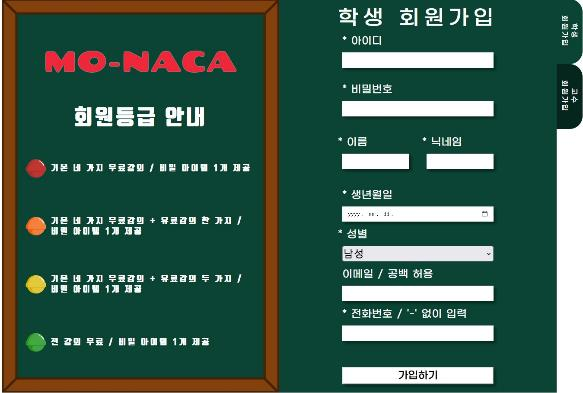 MO-NACA
회원등급 안내
기본 네 가지 무료강의 / 비밀 아이템 1개 제공
기본 네 가지 무료강의 + 유료강의 한 가지 /
비밀 아이템 1개 제공
기본 네 가지 무료강의 + 유료강의 두 가지 /
비밀 아이템 1개 제공
전 강의 무료 / 비밀 아이템 1개 제공
학생 회원가입
* 아이디
* 비밀번호
* 이름
* 닉네임
* 생년월일
yyyy. mm. dd.
* 성별
남성
이메일 / 공백 허용
* 전화번호 / '-' 없이 입력
가입하기
학생
회원가입
교수
회원가입